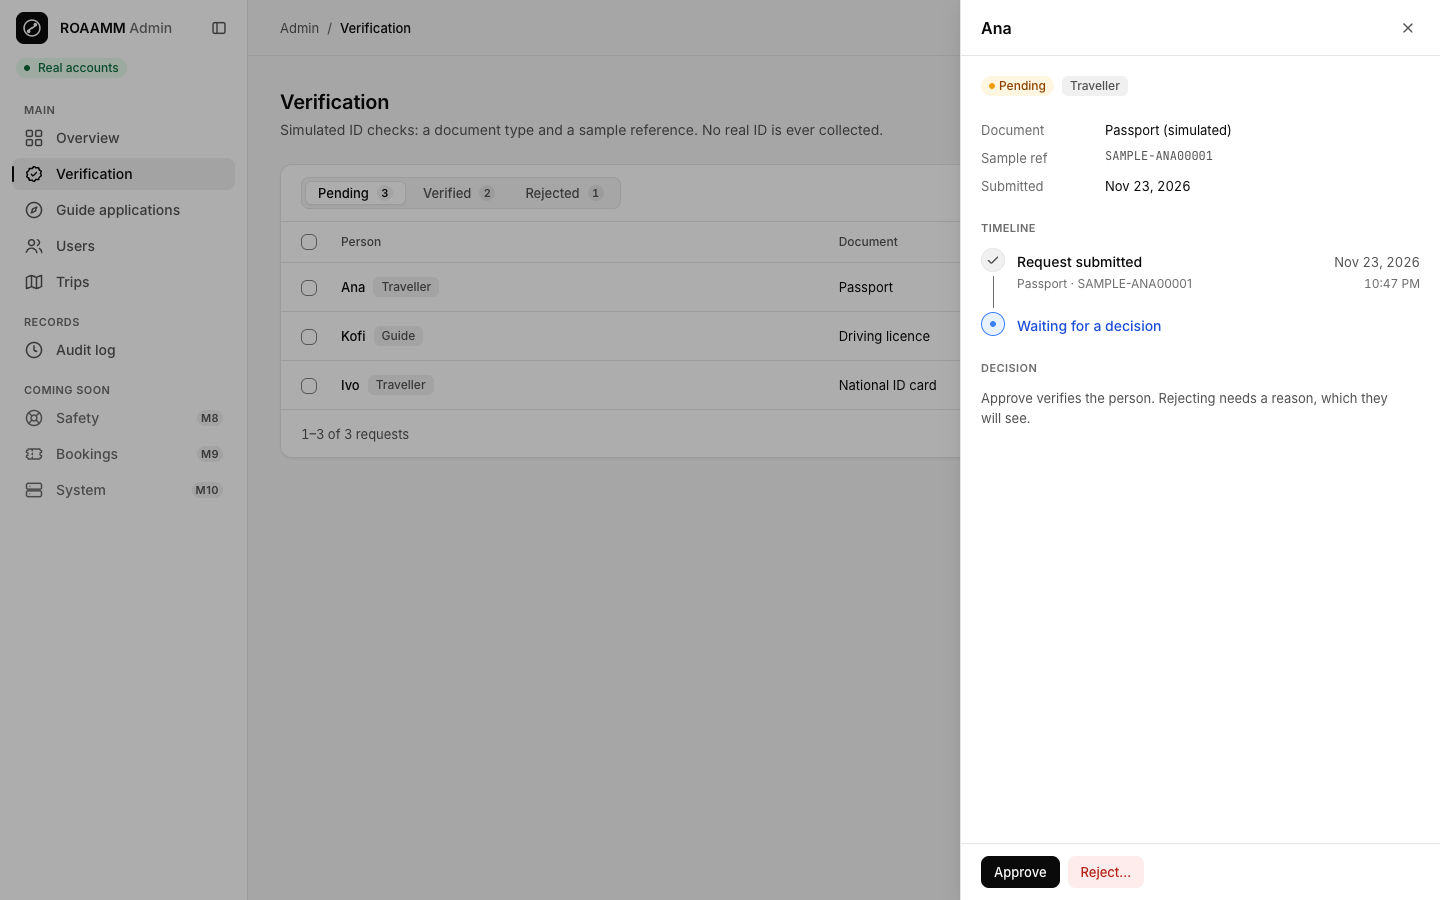 ROAAMM Admin
Real accounts
MAIN
Overview
Verification
Guide applications
Users
Trips
RECORDS
Audit log
COMING SOON
Safety M8
Bookings M9
System M10
Admin / Verification
Verification
Simulated ID checks: a document type and a sample reference. No real ID is ever collected.
Pending 3 Verified 2 Rejected 1
Person Document
Ana Traveller Passport
Kofi Guide Driving licence
Ivo Traveller National ID card
1–3 of 3 requests
Ana
Pending Traveller
Document Passport (simulated)
Sample ref SAMPLE-ANA00001
Submitted Nov 23, 2026
TIMELINE
Request submitted Nov 23, 2026
Passport · SAMPLE-ANA00001 10:47 PM
Waiting for a decision
DECISION
Approve verifies the person. Rejecting needs a reason, which they
will see.
Approve Reject…